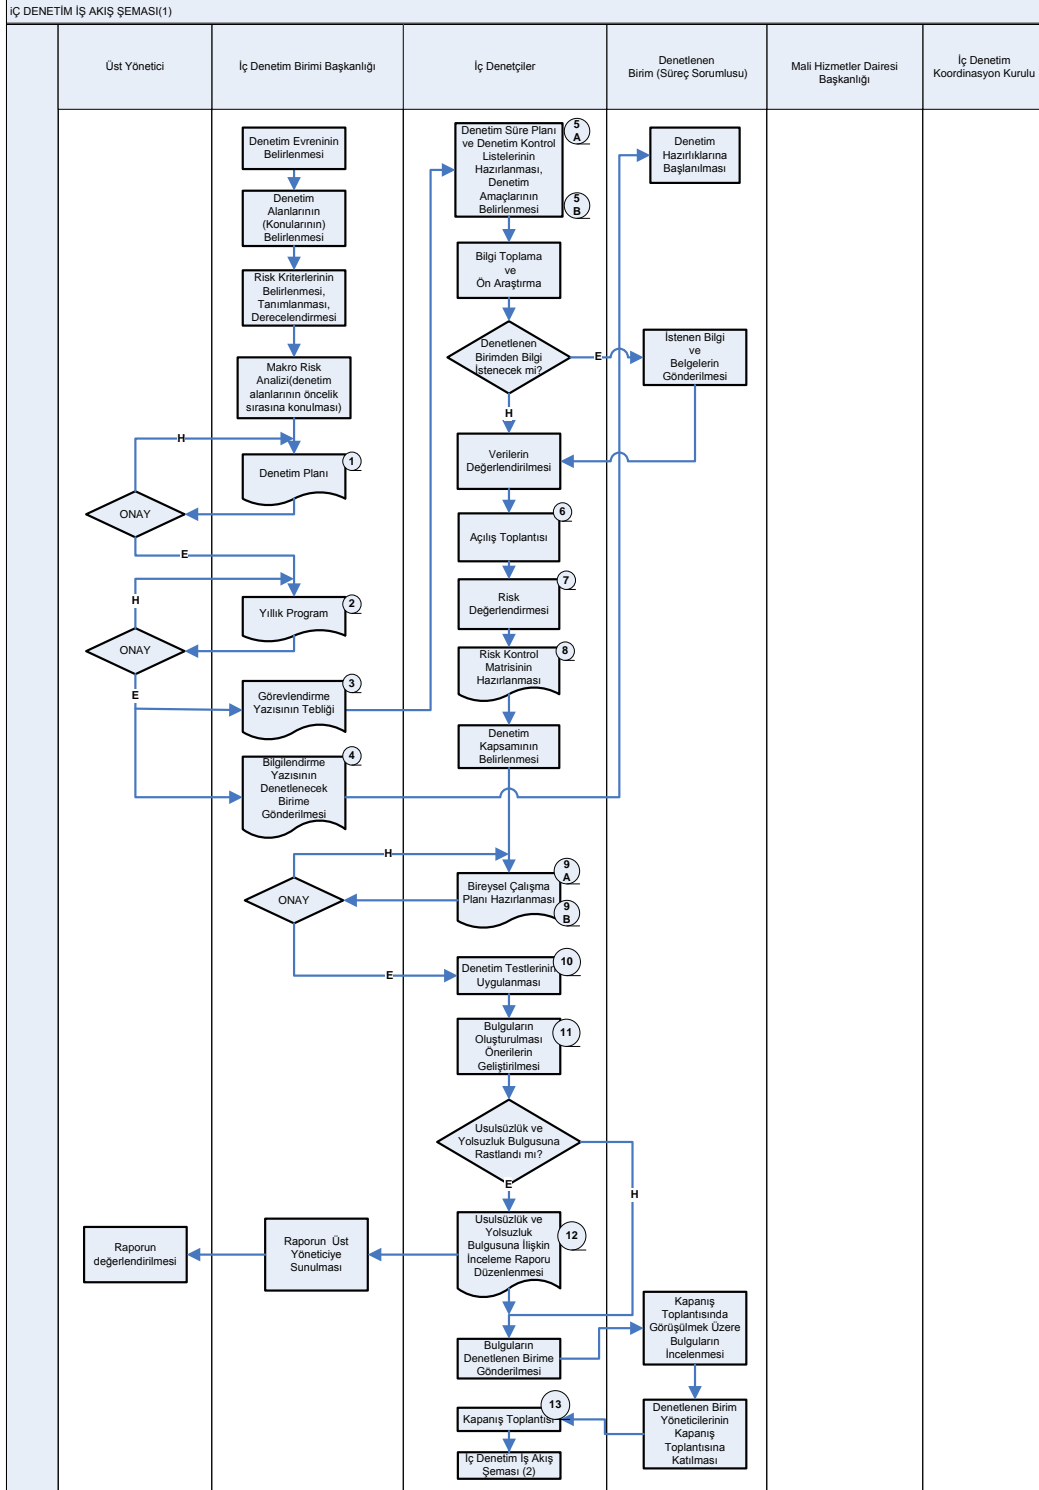 iÇ DENETİM İŞ AKIŞ ŞEMASI(1)
Üst Yönetici
İç Denetim Birimi Başkanlığı
İç Denetçiler
Denetlenen
Birim (Süreç Sorumlusu)
Mali Hizmetler Dairesi
Başkanlığı
İç Denetim
Koordinasyon Kurulu
Denetim Evreninin
Belirlenmesi
Denetim
Alanlarının
(Konularının)
Belirlenmesi
Risk Kriterlerinin
Belirlenmesi,
Tanımlanması,
Derecelendirmesi
Makro Risk
Analizi(denetim
alanlarının öncelik
sırasına konulması)
H
Denetim Planı
1
ONAY
E
H
Yıllık Program
2
ONAY
E
Görevlendirme
Yazısının Tebliği
3
Bilgilendirme
Yazısının
Denetlenecek
Birime
Gönderilmesi
4
Denetim Süre Planı
ve Denetim Kontrol
Listelerinin
Hazırlanması,
Denetim
Amaçlarının
Belirlenmesi
5
A
5
B
Denetim
Hazırlıklarına
Başlanılması
Bilgi Toplama
ve
Ön Araştırma
Denetlenen
Birimden Bilgi
İstenecek mi?
E
H
İstenen Bilgi
ve
Belgelerin
Gönderilmesi
Verilerin
Değerlendirilmesi
Açılış Toplantısı
6
Risk
Değerlendirmesi
7
Risk Kontrol
Matrisinin
Hazırlanması
8
Denetim
Kapsamının
Belirlenmesi
H
ONAY
Bireysel Çalışma
Planı Hazırlanması
9
A
9
B
E
Denetim Testlerinin
Uygulanması
10
Bulguların
Oluşturulması
Önerilerin
Geliştirilmesi
11
Usulsüzlük ve
Yolsuzluk Bulgusuna
Rastlandı mı?
E
H
Usulsüzlük ve
Yolsuzluk
Bulgusuna İlişkin
İnceleme Raporu
Düzenlenmesi
12
Raporun Üst
Yöneticiye
Sunulması
Raporun
değerlendirilmesi
Bulguların
Denetlenen Birime
Gönderilmesi
Kapanış
Toplantısında
Görüşülmek Üzere
Bulguların
İncelenmesi
Denetlenen Birim
Yöneticilerinin
Kapanış
Toplantısına
Katılması
Kapanış Toplantısı
13
İç Denetim İş Akış
Şeması (2)